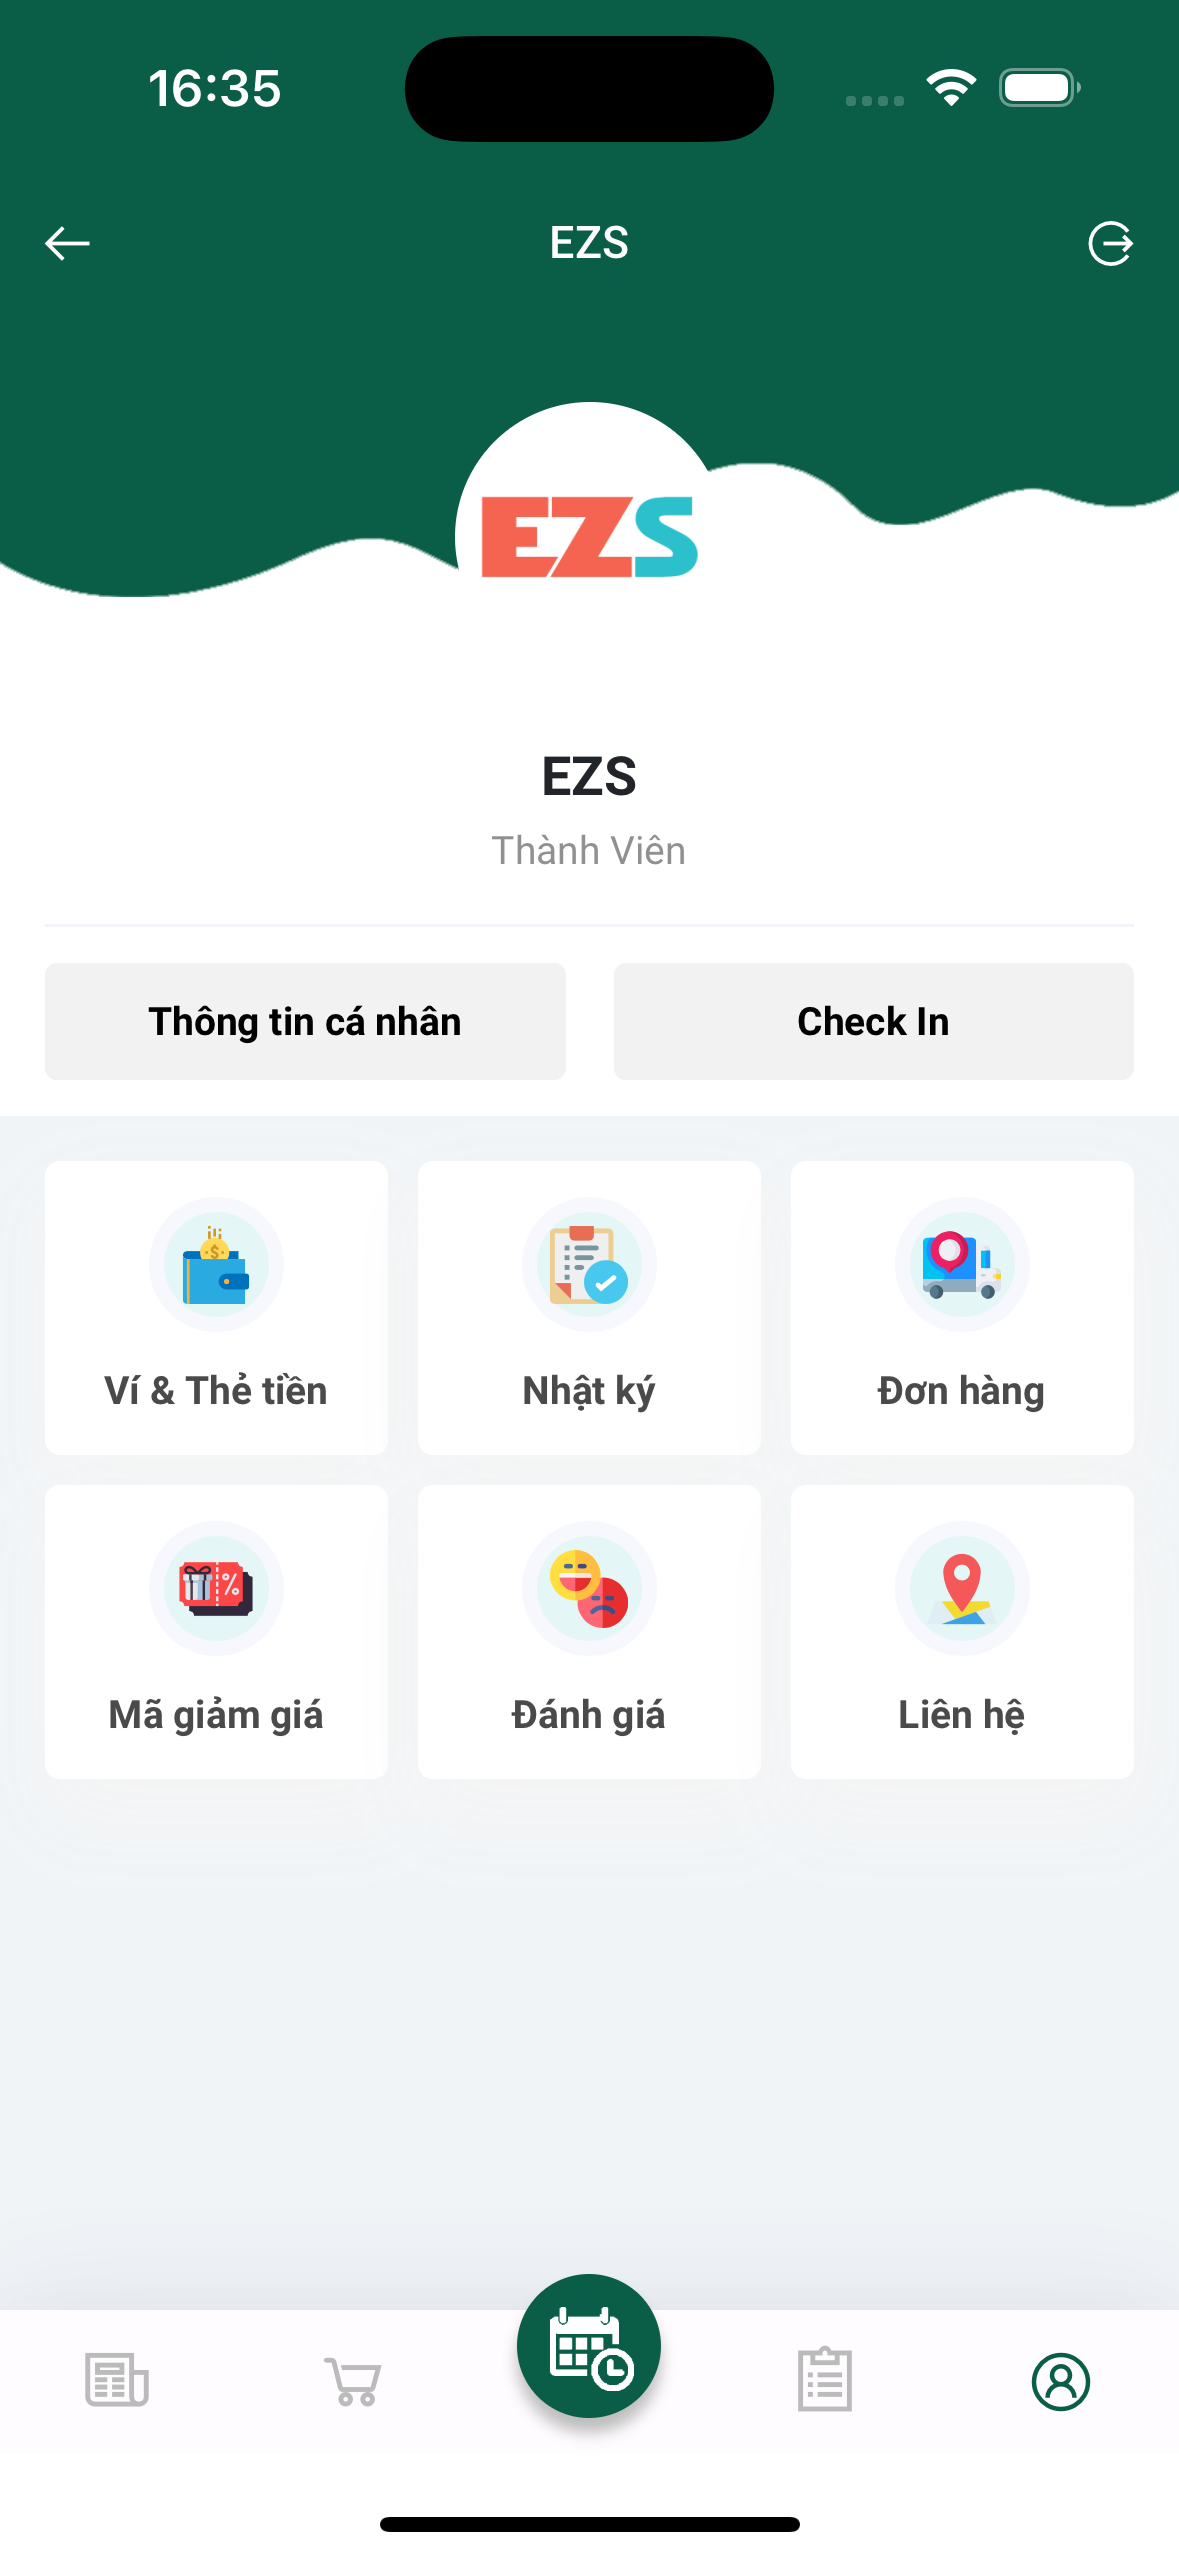 16:35
EZS
EZS
EZS
Thành Viên
Thông tin cá nhân
Check In
Ví & Thẻ tiền
Nhật ký
Đơn hàng
Mã giảm giá
Đánh giá
Liên hệ